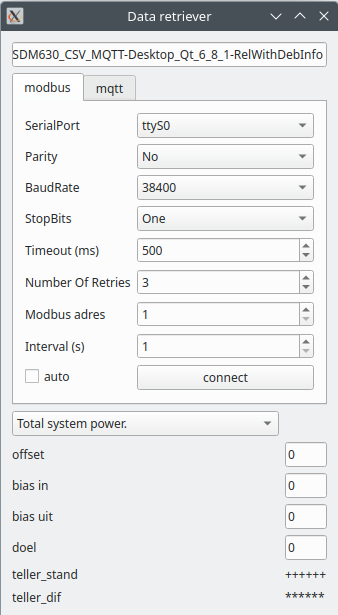 Data retriever
SDM630_CSV_MQTT-Desktop_Qt_6_8_1-RelWithDebInfo
modbus mqtt
SerialPort ttyS0
Parity No
BaudRate 38400
StopBits One
Timeout (ms) 500
Number Of Retries 3
Modbus adres 1
Interval (s) 1
auto connect
Total system power.
offset 0
bias in 0
bias uit 0
doel 0
teller_stand ++++++
teller_dif ******